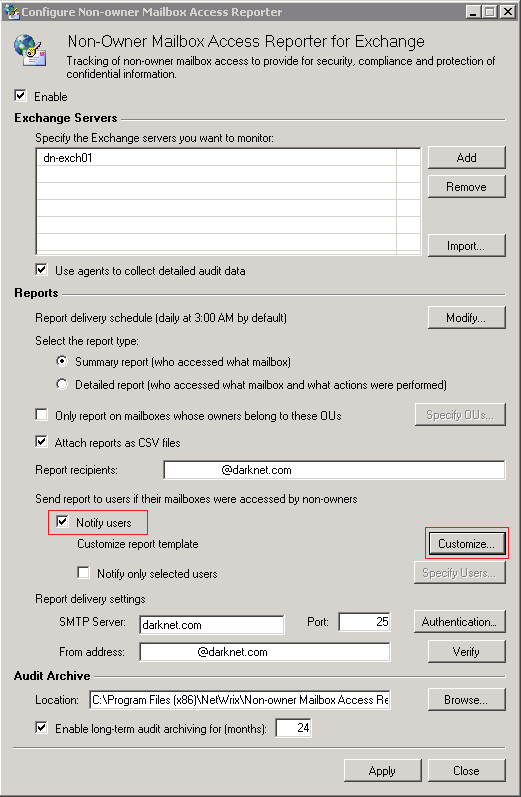 Configure Non-owner Mailbox Access Reporter
Non-Owner Mailbox Access Reporter for Exchange
Tracking of non-owner mailbox access to provide for security, compliance and protection of
confidential information.
Enable
Exchange Servers
Specify the Exchange servers you want to monitor:
dn-exch01
Add
Remove
Import...
Use agents to collect detailed audit data
Reports
Report delivery schedule (daily at 3:00 AM by default)
Modify...
Select the report type:
Summary report (who accessed what mailbox)
Detailed report (who accessed what mailbox and what actions were performed)
Only report on mailboxes whose owners belong to these OUs
Specify OUs...
Attach reports as CSV files
Report recipients: @darknet.com
Send report to users if their mailboxes were accessed by non-owners
Notify users
Customize report template
Customize...
Notify only selected users
Specify Users...
Report delivery settings
SMTP Server: darknet.com Port: 25 Authentication...
From address: @darknet.com Verify
Audit Archive
Location: C:\Program Files (x86)\NetWrix\Non-owner Mailbox Access Re Browse...
Enable long-term audit archiving for (months): 24
Apply Close